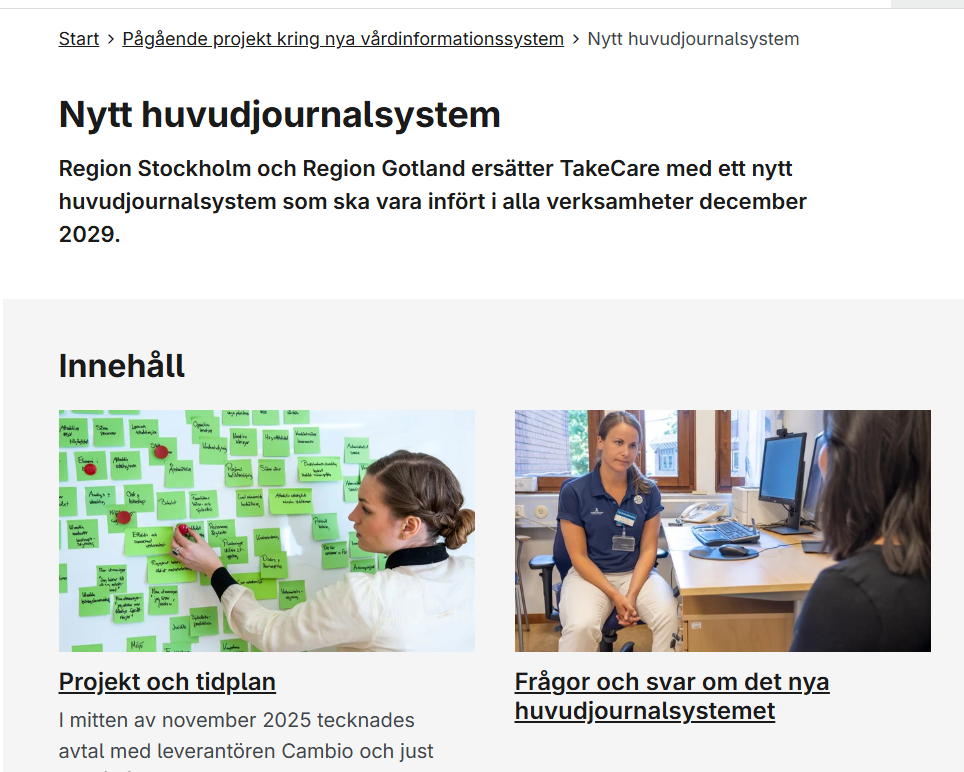 Start > Pågående projekt kring nya vårdinformationssystem > Nytt huvudjournalsystem
Nytt huvudjournalsystem
Region Stockholm och Region Gotland ersätter TakeCare med ett nytt
huvudjournalsystem som ska vara infört i alla verksamheter december
2029.
Innehåll
Projekt och tidplan
I mitten av november 2025 tecknades
avtal med leverantören Cambio och just
Frågor och svar om det nya
huvudjournalsystemet